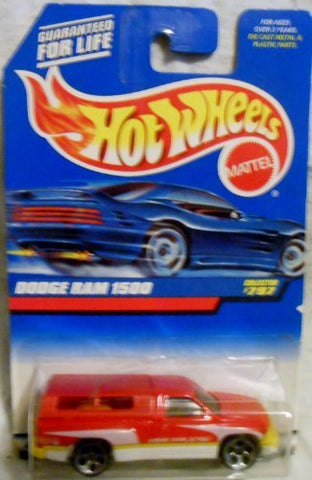 GUARANTEED
FOR LIFE
FOR AGES
OVER 3 YEARS.
DIE CAST METAL &
PLASTIC PARTS.
Hot Wheels
MATTEL
DODGE RAM 1500
COLLECTOR
#797